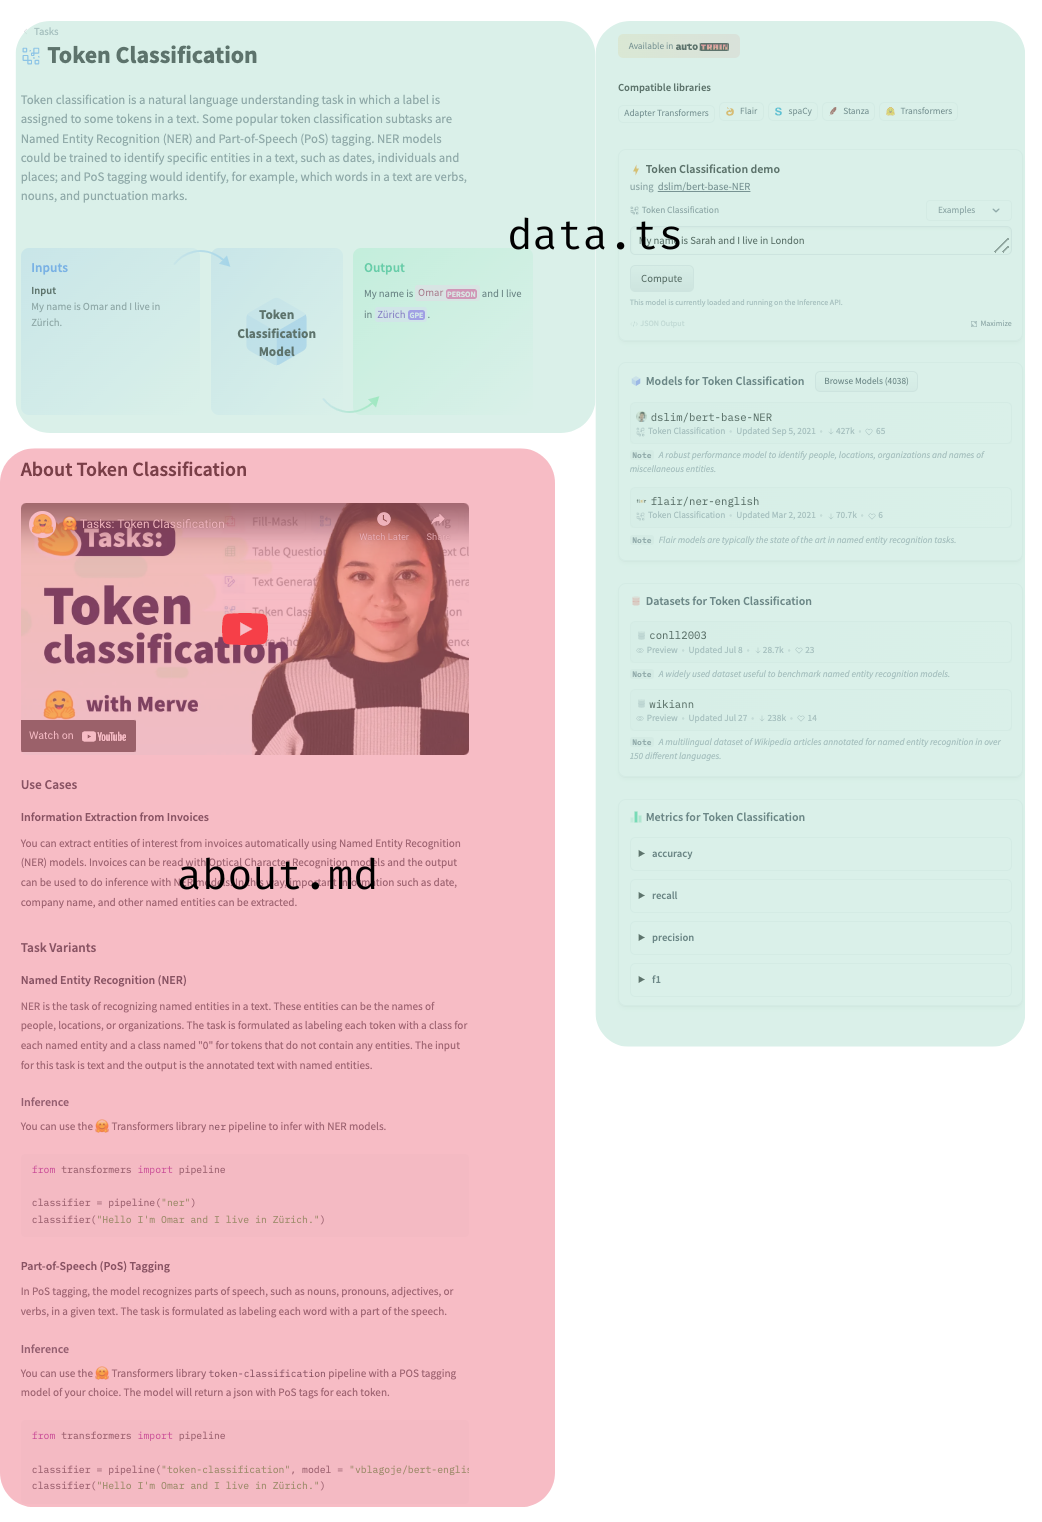 Tasks
Token Classification
Token classification is a natural language understanding task in which a label is
assigned to some tokens in a text. Some popular token classification subtasks are
Named Entity Recognition (NER) and Part-of-Speech (PoS) tagging. NER models
could be trained to identify specific entities in a text, such as dates, individuals and
places; and PoS tagging would identify, for example, which words in a text are verbs,
nouns, and punctuation marks.
Inputs
Input
My name is Omar and I live in
Zürich.
Token
Classification
Model
Output
My name is Omar PERSON and I live
in Zürich GPE .
data.ts
Available in autoTRAIN
Compatible libraries
Adapter Transformers Flair spaCy Stanza Transformers
Token Classification demo
using dslim/bert-base-NER
Token Classification Examples
My name is Sarah and I live in London
Compute
This model is currently loaded and running on the Inference API.
</> JSON Output Maximize
Models for Token Classification Browse Models (4038)
dslim/bert-base-NER
Token Classification • Updated Sep 5, 2021 • ↓ 427k • ♡ 65
Note A robust performance model to identify people, locations, organizations and names of
miscellaneous entities.
flair/ner-english
Token Classification • Updated Mar 2, 2021 • ↓ 70.7k • ♡ 6
Note Flair models are typically the state of the art in named entity recognition tasks.
Datasets for Token Classification
conll2003
Preview • Updated Jul 8 • ↓ 28.7k • ♡ 23
Note A widely used dataset useful to benchmark named entity recognition models.
wikiann
Preview • Updated Jul 27 • ↓ 238k • ♡ 14
Note A multilingual dataset of Wikipedia articles annotated for named entity recognition in over
150 different languages.
Metrics for Token Classification
accuracy
recall
precision
f1
About Token Classification
Tasks: Token Classification
Watch Later
Fill-Mask
Tasks:
Table Question
Text Generat
Token Class
Token
classification
with Merve
Watch on YouTube
Use Cases
Information Extraction from Invoices
You can extract entities of interest from invoices automatically using Named Entity Recognition
(NER) models. Invoices can be read with Optical Character Recognition models and the output
can be used to do inference with NER models. In this way, important information such as date,
company name, and other named entities can be extracted.
about.md
Task Variants
Named Entity Recognition (NER)
NER is the task of recognizing named entities in a text. These entities can be the names of
people, locations, or organizations. The task is formulated as labeling each token with a class for
each named entity and a class named "0" for tokens that do not contain any entities. The input
for this task is text and the output is the annotated text with named entities.
Inference
You can use the 🤗 Transformers library ner pipeline to infer with NER models.
from transformers import pipeline
classifier = pipeline("ner")
classifier("Hello I'm Omar and I live in Zürich.")
Part-of-Speech (PoS) Tagging
In PoS tagging, the model recognizes parts of speech, such as nouns, pronouns, adjectives, or
verbs, in a given text. The task is formulated as labeling each word with a part of the speech.
Inference
You can use the 🤗 Transformers library token-classification pipeline with a POS tagging
model of your choice. The model will return a json with PoS tags for each token.
from transformers import pipeline
classifier = pipeline("token-classification", model = "vblagoje/bert-englis
classifier("Hello I'm Omar and I live in Zürich.")